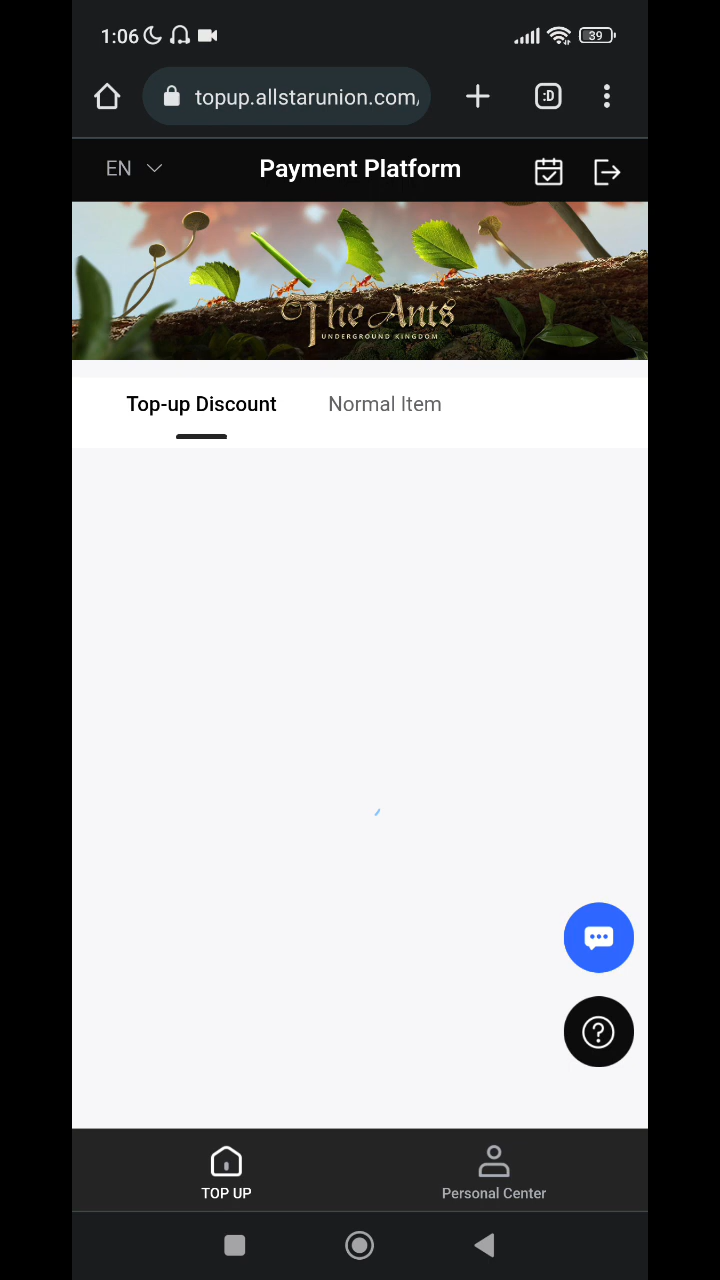 1:06
39
topup.allstarunion.com
:D
EN
Payment Platform
The Ants
UNDERGROUND KINGDOM
Top-up Discount
Normal Item
TOP UP
Personal Center